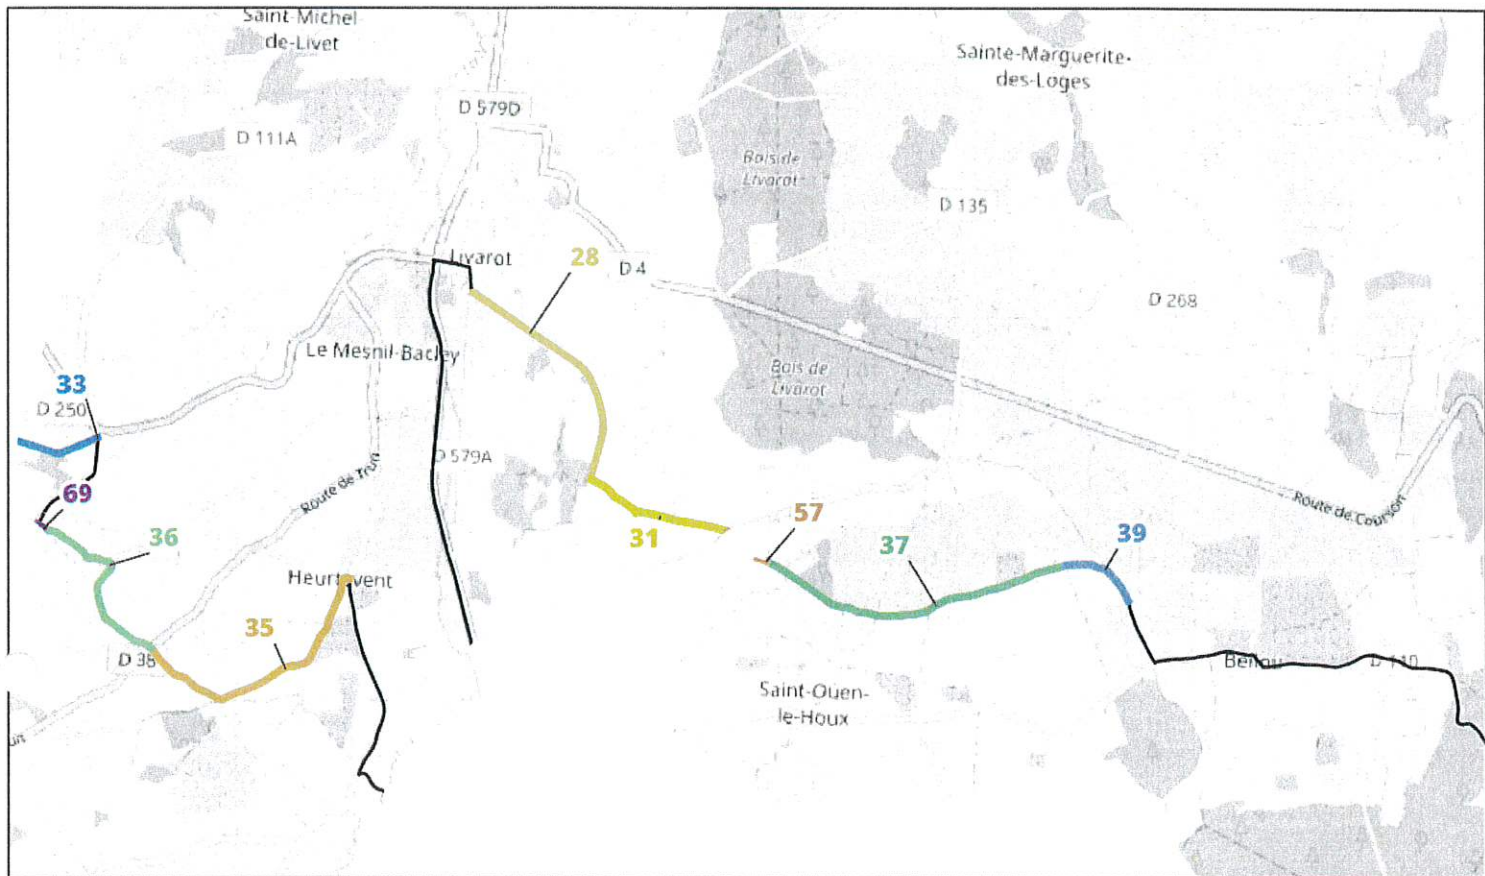 Saint-Michel-
de-Livet
Sainte-Marguerite-
des-Loges
D 579D
D 111A
Bois de
Livarot
D 135
Livarot
28
D 4
D 268
Le Mesnil-Bacley
Bois de
Livarot
33
D 250
D 579A
Route de Trun
69
Route de Courson
57
36
31
37
39
Heurtevent
35
D 38
Bellou
D 110
Saint-Ouen-
le-Houx